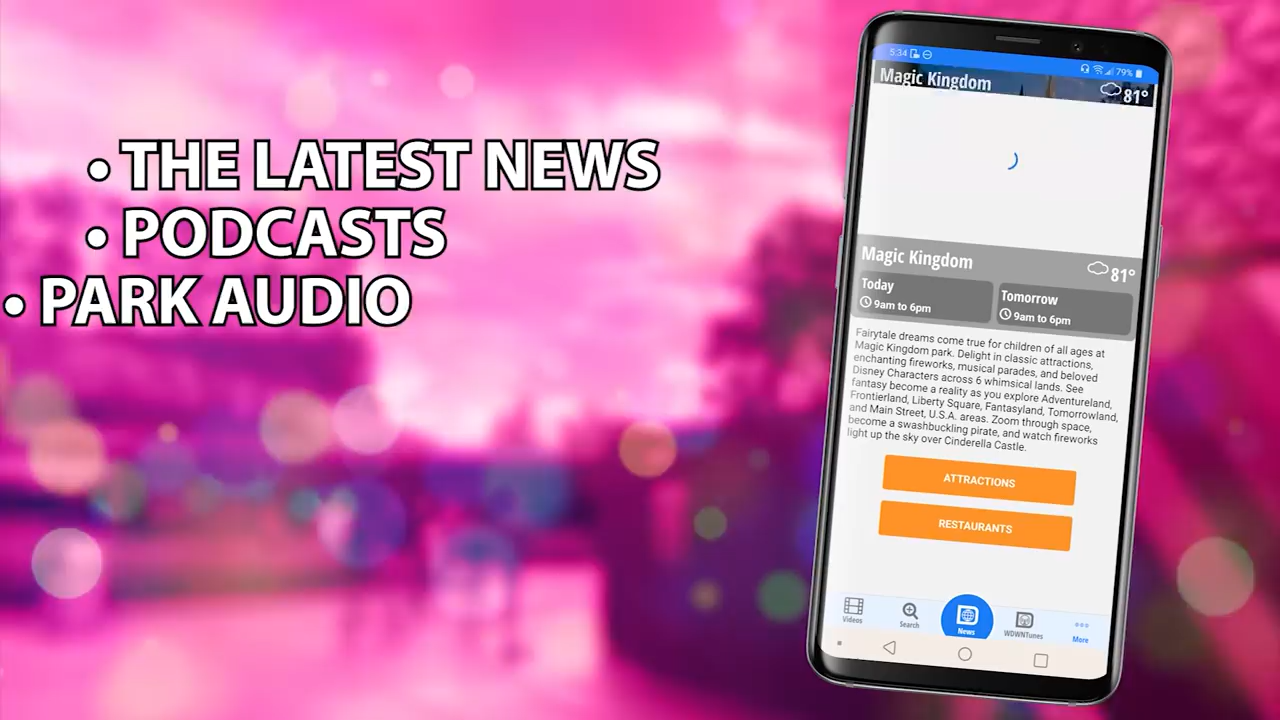 • THE LATEST NEWS
• PODCASTS
• PARK AUDIO
5:34
79%
Magic Kingdom
81°
Magic Kingdom
81°
Today
9am to 6pm
Tomorrow
9am to 6pm
Fairytale dreams come true for children of all ages at
Magic Kingdom park. Delight in classic attractions,
enchanting fireworks, musical parades, and beloved
Disney Characters across 6 whimsical lands. See
fantasy become a reality as you explore Adventureland,
Frontierland, Liberty Square, Fantasyland, Tomorrowland,
and Main Street, U.S.A. areas. Zoom through space,
become a swashbuckling pirate, and watch fireworks
light up the sky over Cinderella Castle.
ATTRACTIONS
RESTAURANTS
Videos
Search
News
WDWNTunes
More